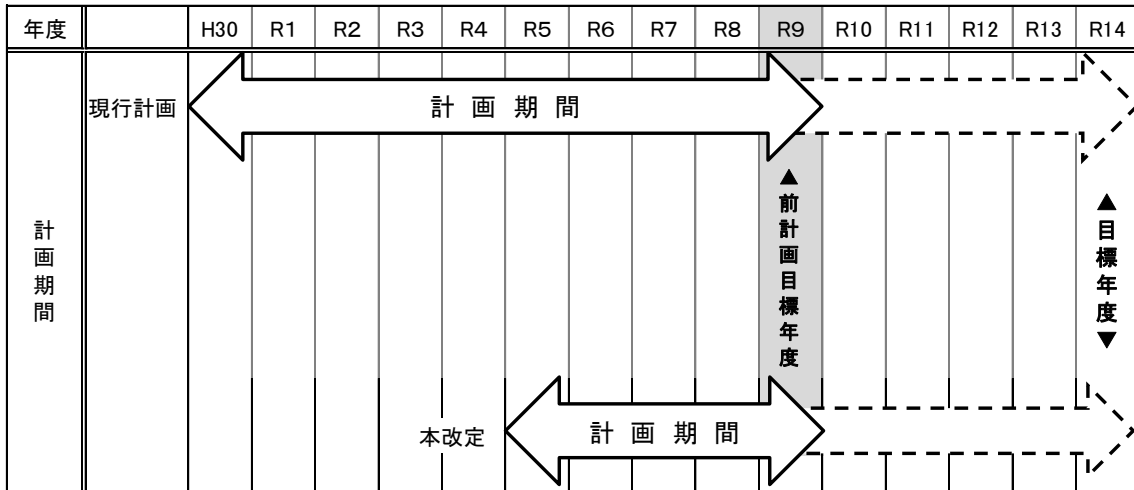 年度 H30 R1 R2 R3 R4 R5 R6 R7 R8 R9 R10 R11 R12 R13 R14
計画期間
現行計画
計画期間
▲前計画目標年度
▲目標年度▼
本改定
計画期間